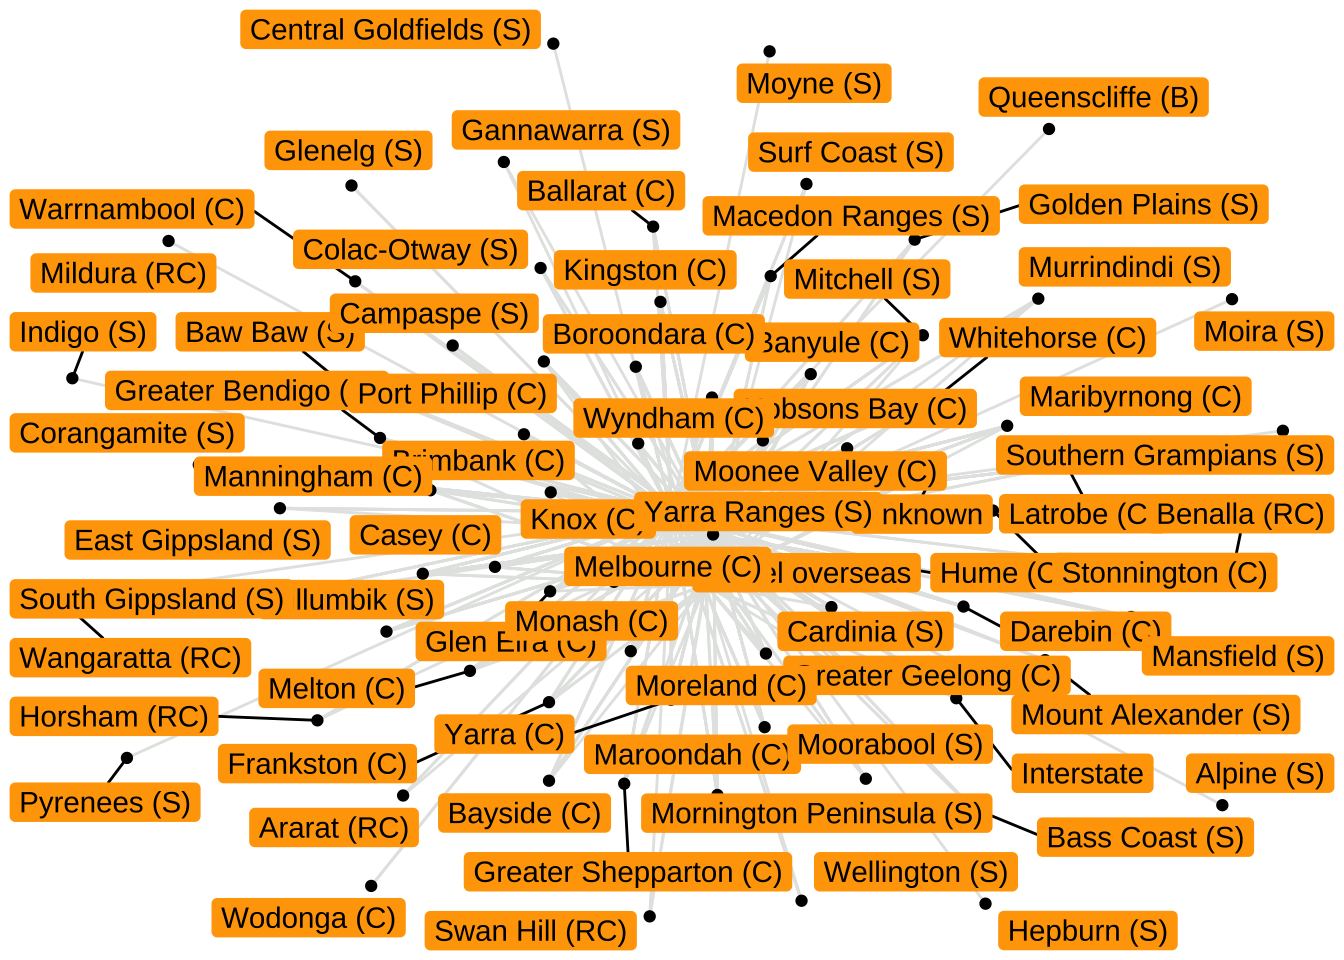 Central Goldfields (S)
Moyne (S)
Queenscliffe (B)
Gannawarra (S)
Glenelg (S)
Surf Coast (S)
Ballarat (C)
Warrnambool (C)
Macedon Ranges (S)
Golden Plains (S)
Colac-Otway (S)
Mildura (RC)
Kingston (C)
Mitchell (S)
Murrindindi (S)
Campaspe (S)
Indigo (S)
Baw Baw (S)
Boroondara (C)
Banyule (C)
Whitehorse (C)
Moira (S)
Greater Bendigo (
Port Phillip (C)
Maribyrnong (C)
Wyndham (C)
obsons Bay (C)
Corangamite (S)
Brimbank (C)
Southern Grampians (S)
Manningham (C)
Moonee Valley (C)
Knox (C)
Yarra Ranges (S)
nknown
Latrobe (C
Benalla (RC)
East Gippsland (S)
Casey (C)
Melbourne (C)
el overseas
Hume (C
Stonnington (C)
South Gippsland (S)
llumbik (S)
Monash (C)
Cardinia (S)
Darebin (C)
Glen Eira (C)
Wangaratta (RC)
Mansfield (S)
Melton (C)
Moreland (C)
reater Geelong (C)
Horsham (RC)
Mount Alexander (S)
Yarra (C)
Frankston (C)
Maroondah (C)
Moorabool (S)
Interstate
Alpine (S)
Pyrenees (S)
Ararat (RC)
Bayside (C)
Mornington Peninsula (S)
Bass Coast (S)
Greater Shepparton (C)
Wellington (S)
Wodonga (C)
Swan Hill (RC)
Hepburn (S)